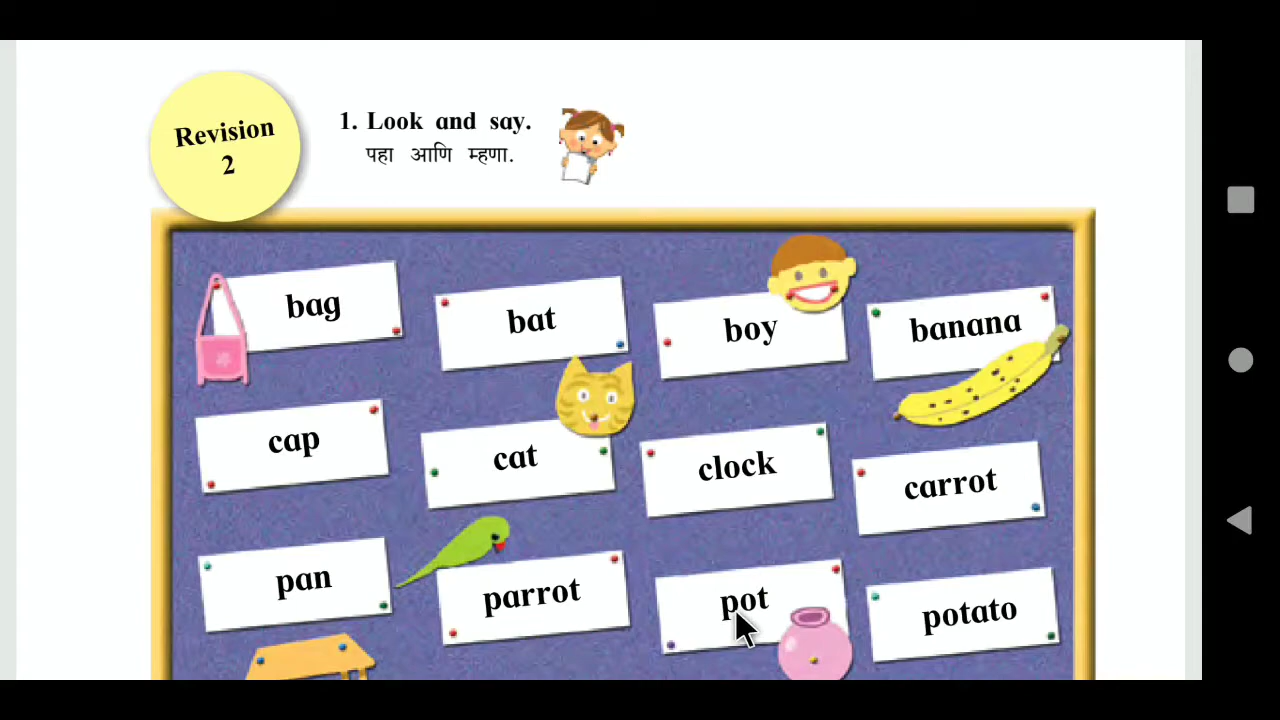 Revision
2
1. Look and say.
पहा आणि म्हणा.
bag
bat
boy
banana
cap
cat
clock
carrot
pan
parrot
pot
potato